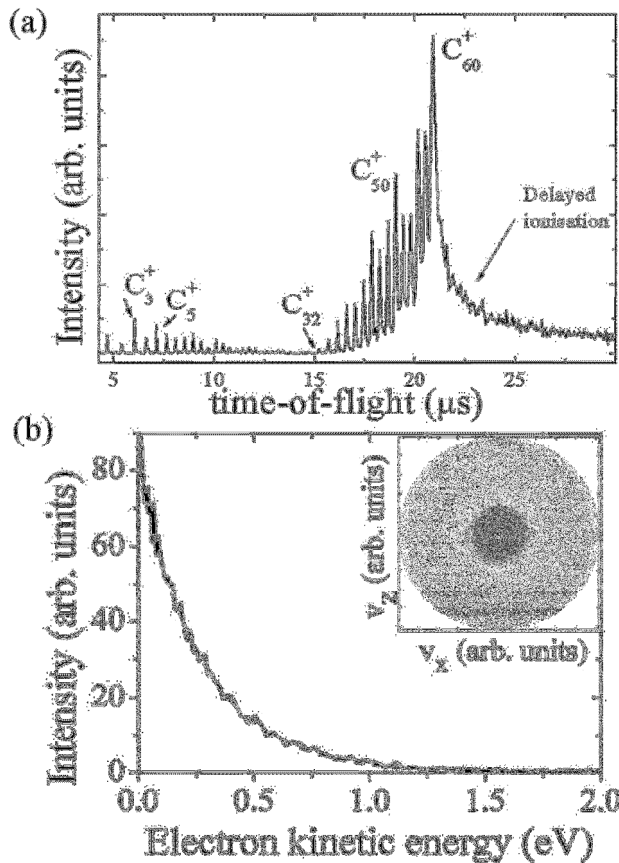 (a)
Intensity (arb. units)
C₆₀⁺
C₅₀⁺
Delayed
ionisation
C₃⁺
C₅⁺
C₃₂⁺
5 10 15 20 25
time-of-flight (μs)
(b)
Intensity (arb. units)
80
60
40
20
0
v_z (arb. units)
v_x (arb. units)
0.0 0.5 1.0 1.5 2.0
Electron kinetic energy (eV)